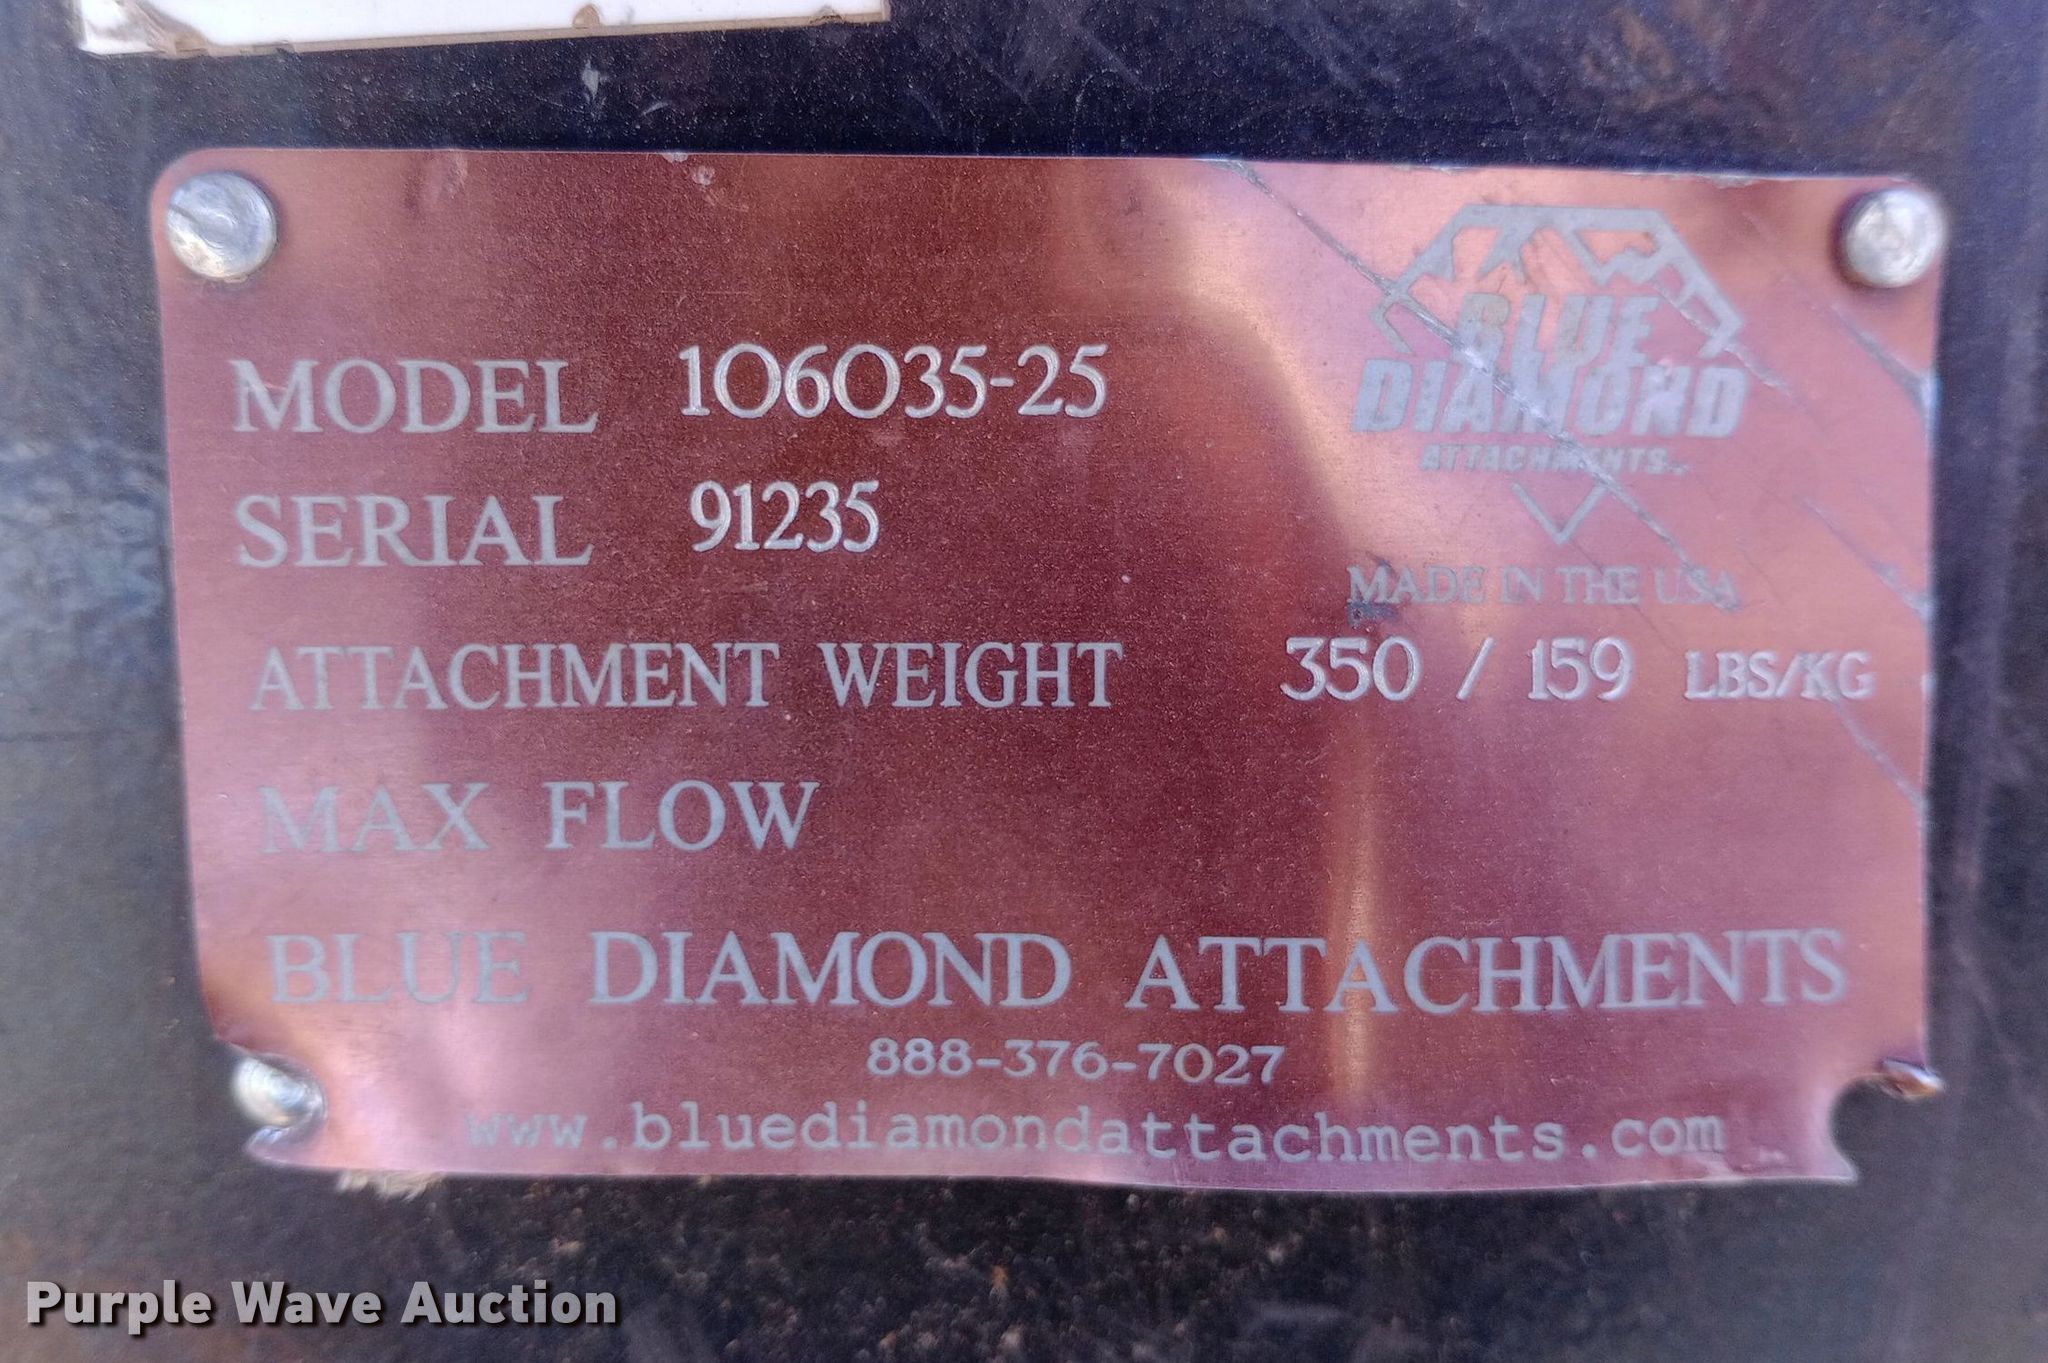 MODEL 106035-25
BLUE
DIAMOND
ATTACHMENTS
SERIAL 91235
MADE IN THE USA
ATTACHMENT WEIGHT 350 / 159 LBS/KG
MAX FLOW
BLUE DIAMOND ATTACHMENTS
888-376-7027
www.bluediamondattachments.com
Purple Wave Auction